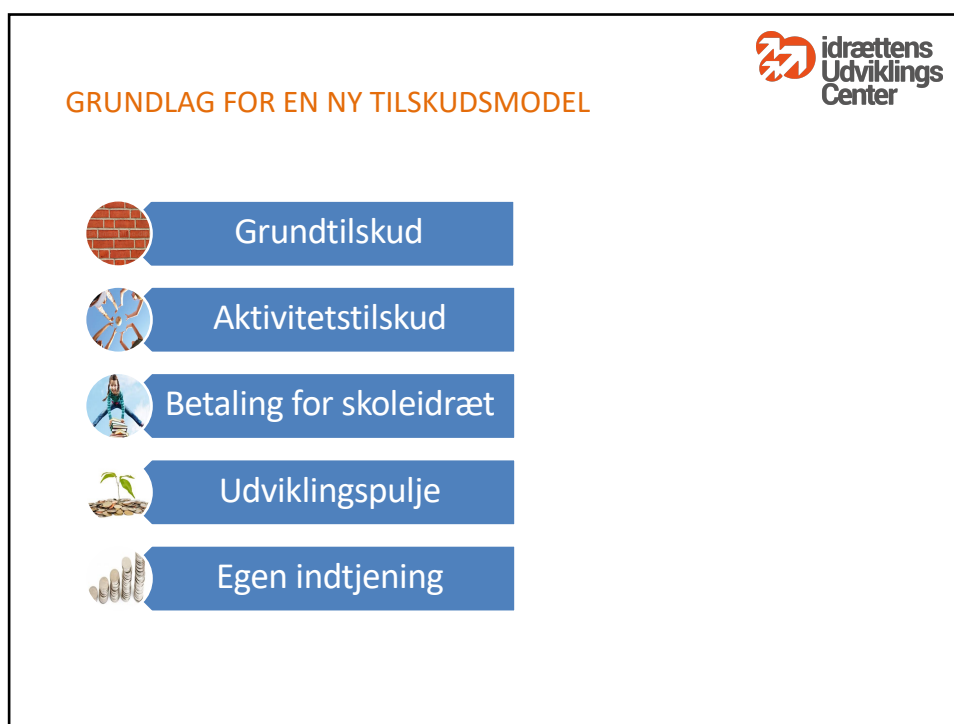 idrættens
Udviklings
Center
GRUNDLAG FOR EN NY TILSKUDSMODEL
Grundtilskud
Aktivitetstilskud
Betaling for skoleidræt
Udviklingspulje
Egen indtjening